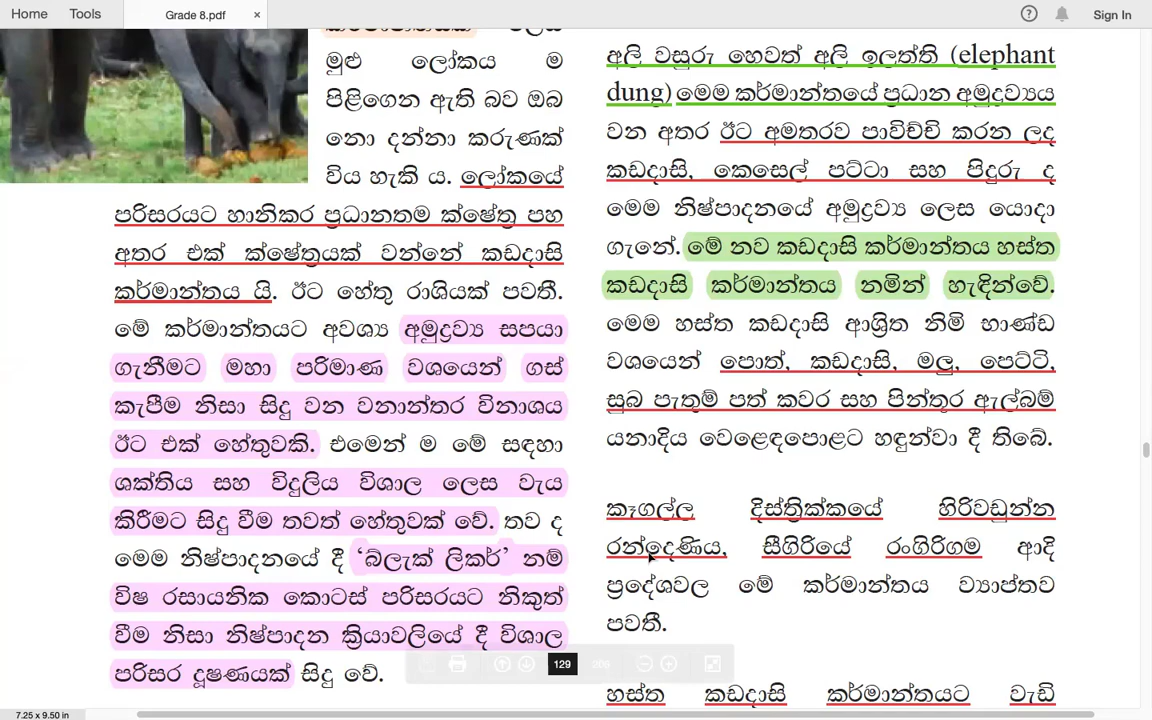 Home
Tools
Grade 8.pdf
×
?
Sign In
මුළු ලෝකය ම
පිළිගෙන ඇති බව ඔබ
නො දන්නා කරුණක්
විය හැකි ය. ලෝකයේ
පරිසරයට හානිකර ප්‍රධානතම ක්ෂේත්‍ර පහ
අතර එක් ක්ෂේත්‍රයක් වන්නේ කඩදාසි
කර්මාන්තය යි. ඊට හේතු රාශියක් පවතී.
මේ කර්මාන්තයට අවශ්‍ය අමුද්‍රව්‍ය සපයා
ගැනීමට මහා පරිමාණ වශයෙන් ගස්
කැපීම නිසා සිදු වන වනාන්තර විනාශය
ඊට එක් හේතුවකි. එමෙන් ම මේ සඳහා
ශක්තිය සහ විදුලිය විශාල ලෙස වැය
කිරීමට සිදු වීම තවත් හේතුවක් වේ. තව ද
මෙම නිෂ්පාදනයේ දී ‘බ්ලැක් ලිකර්’ නම්
විෂ රසායනික කොටස් පරිසරයට නිකුත්
වීම නිසා නිෂ්පාදන ක්‍රියාවලියේ දී විශාල
පරිසර දූෂණයක් සිදු වේ.
අලි වසුරු හෙවත් අලි ඉලත්ති (elephant
dung) මෙම කර්මාන්තයේ ප්‍රධාන අමුද්‍රව්‍යය
වන අතර ඊට අමතරව පාවිච්චි කරන ලද
කඩදාසි, කෙසෙල් පට්ටා සහ පිදුරු ද
මෙම නිෂ්පාදනයේ අමුද්‍රව්‍ය ලෙස යොදා
ගැනේ. මේ නව කඩදාසි කර්මාන්තය හස්ත
කඩදාසි කර්මාන්තය නමින් හැඳින්වේ.
මෙම හස්ත කඩදාසි ආශ්‍රිත නිමි භාණ්ඩ
වශයෙන් පොත්, කඩදාසි, මලු, පෙට්ටි,
සුබ පැතුම් පත් කවර සහ පින්තූර ඇල්බම්
යනාදිය වෙළෙඳපොළට හඳුන්වා දී තිබේ.
කෑගල්ල දිස්ත්‍රික්කයේ හිරිවඩුන්න
රන්දෙණිය, සීගිරියේ රංගිරිගම ආදි
ප්‍රදේශවල මේ කර්මාන්තය ව්‍යාප්තව
පවතී.
හස්ත කඩදාසි කර්මාන්තයට වැඩි
129
206
7.25 x 9.50 in